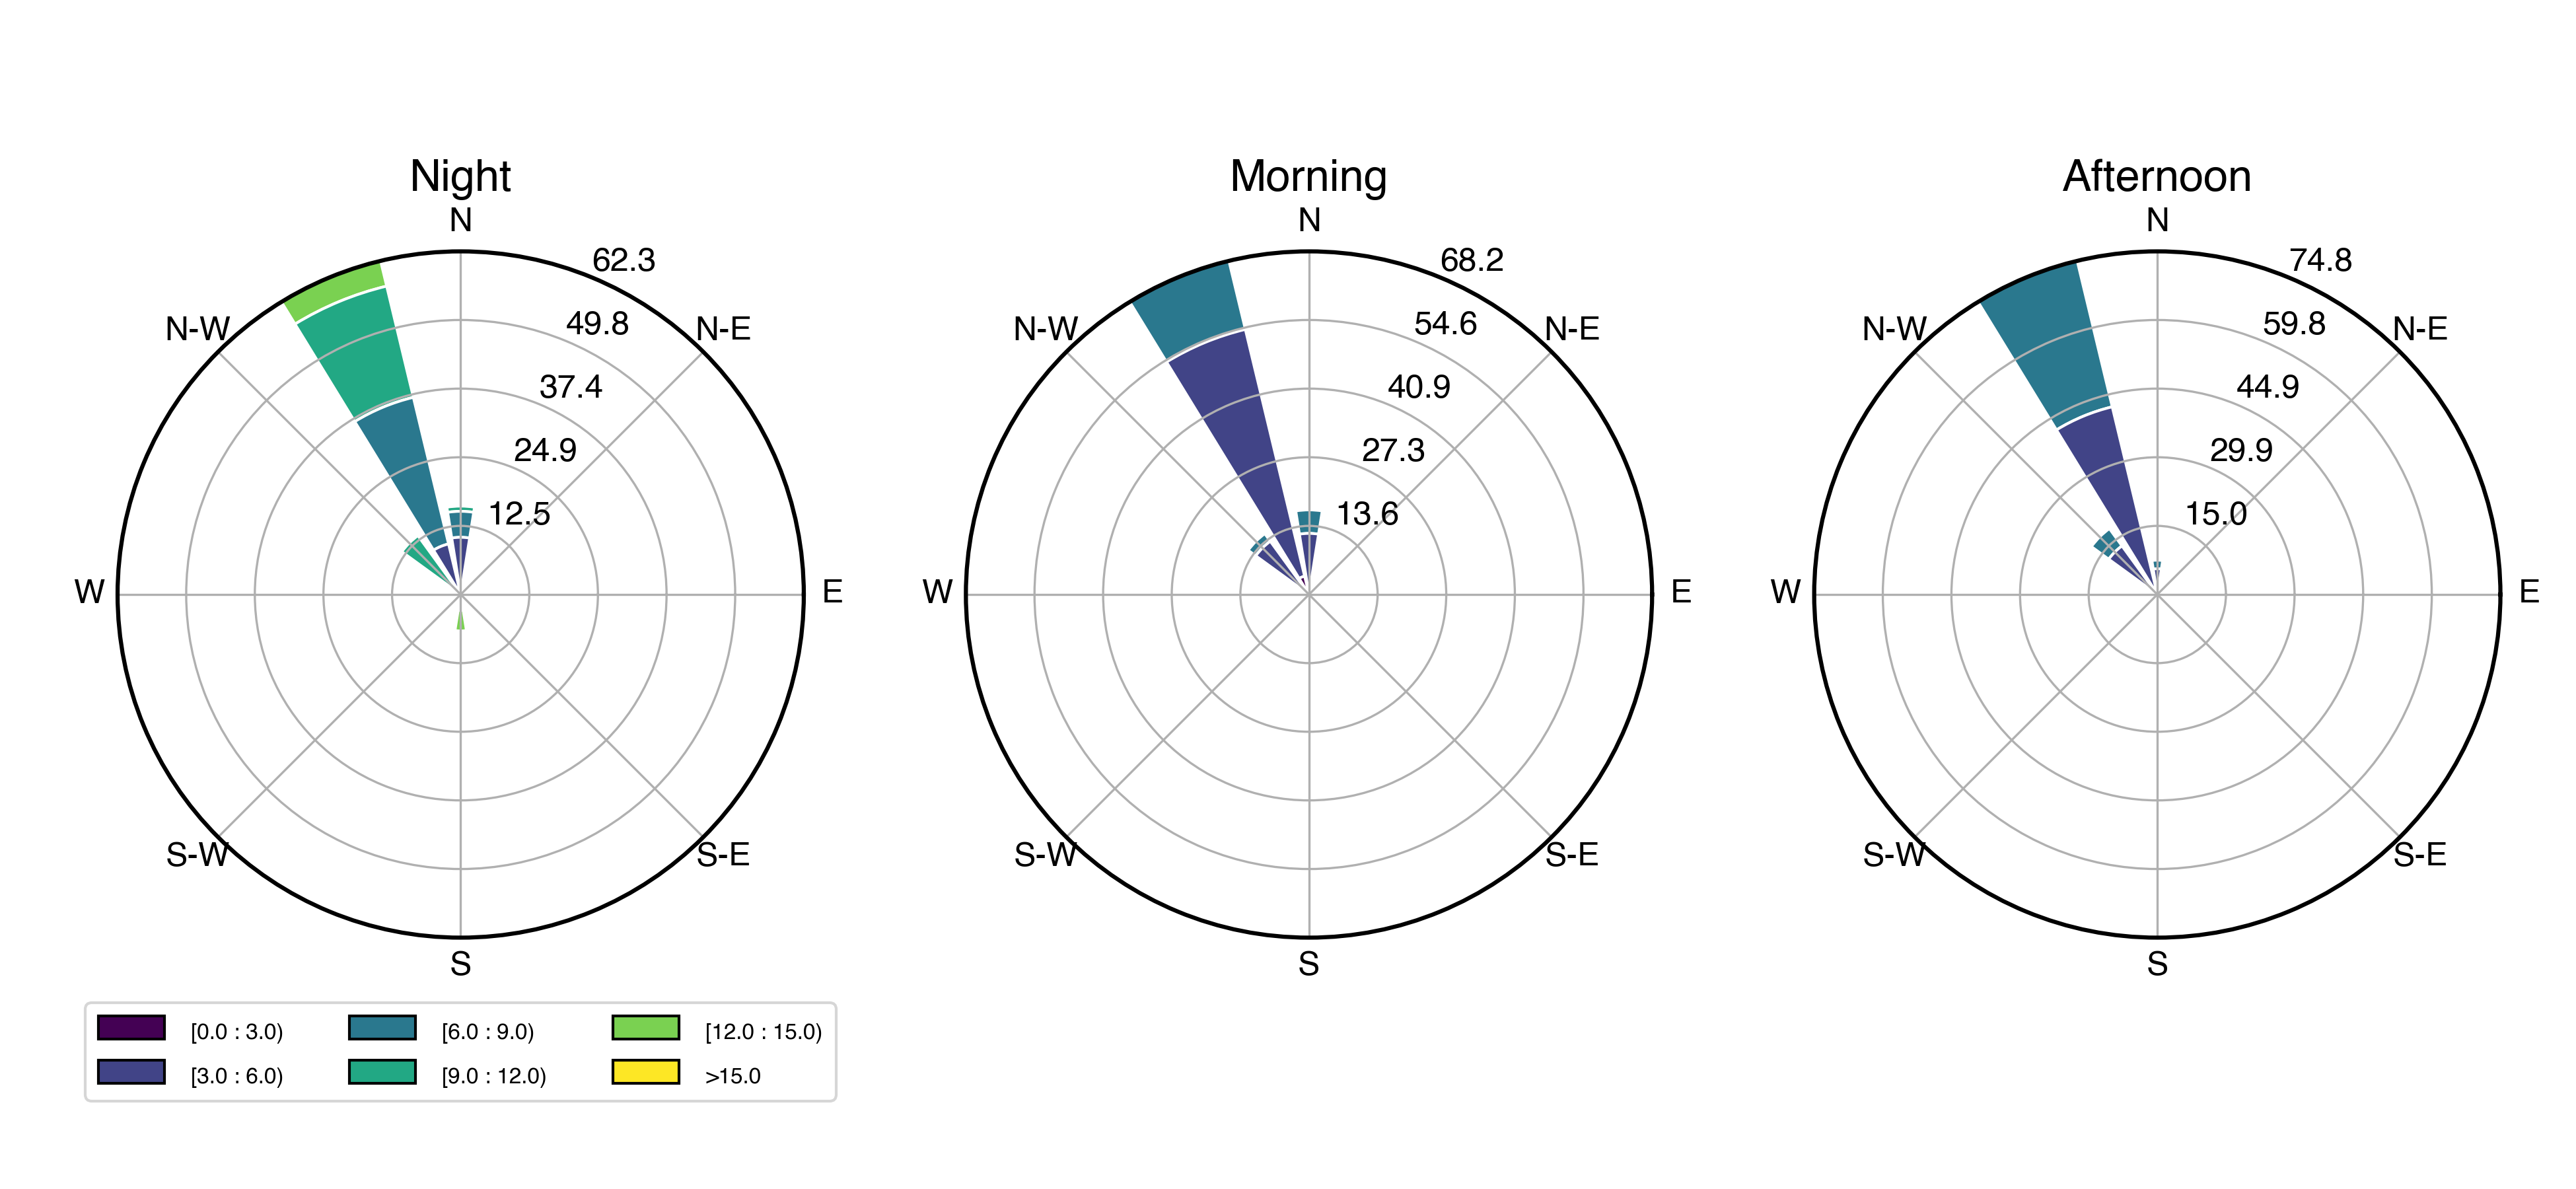 Night
N
62.3
49.8
37.4
24.9
12.5
N-W
N-E
W
E
S-W
S-E
S
Morning
N
68.2
54.6
40.9
27.3
13.6
N-W
N-E
W
E
S-W
S-E
S
Afternoon
N
74.8
59.8
44.9
29.9
15.0
N-W
N-E
W
E
S-W
S-E
S
[0.0 : 3.0)
[3.0 : 6.0)
[6.0 : 9.0)
[9.0 : 12.0)
[12.0 : 15.0)
>15.0